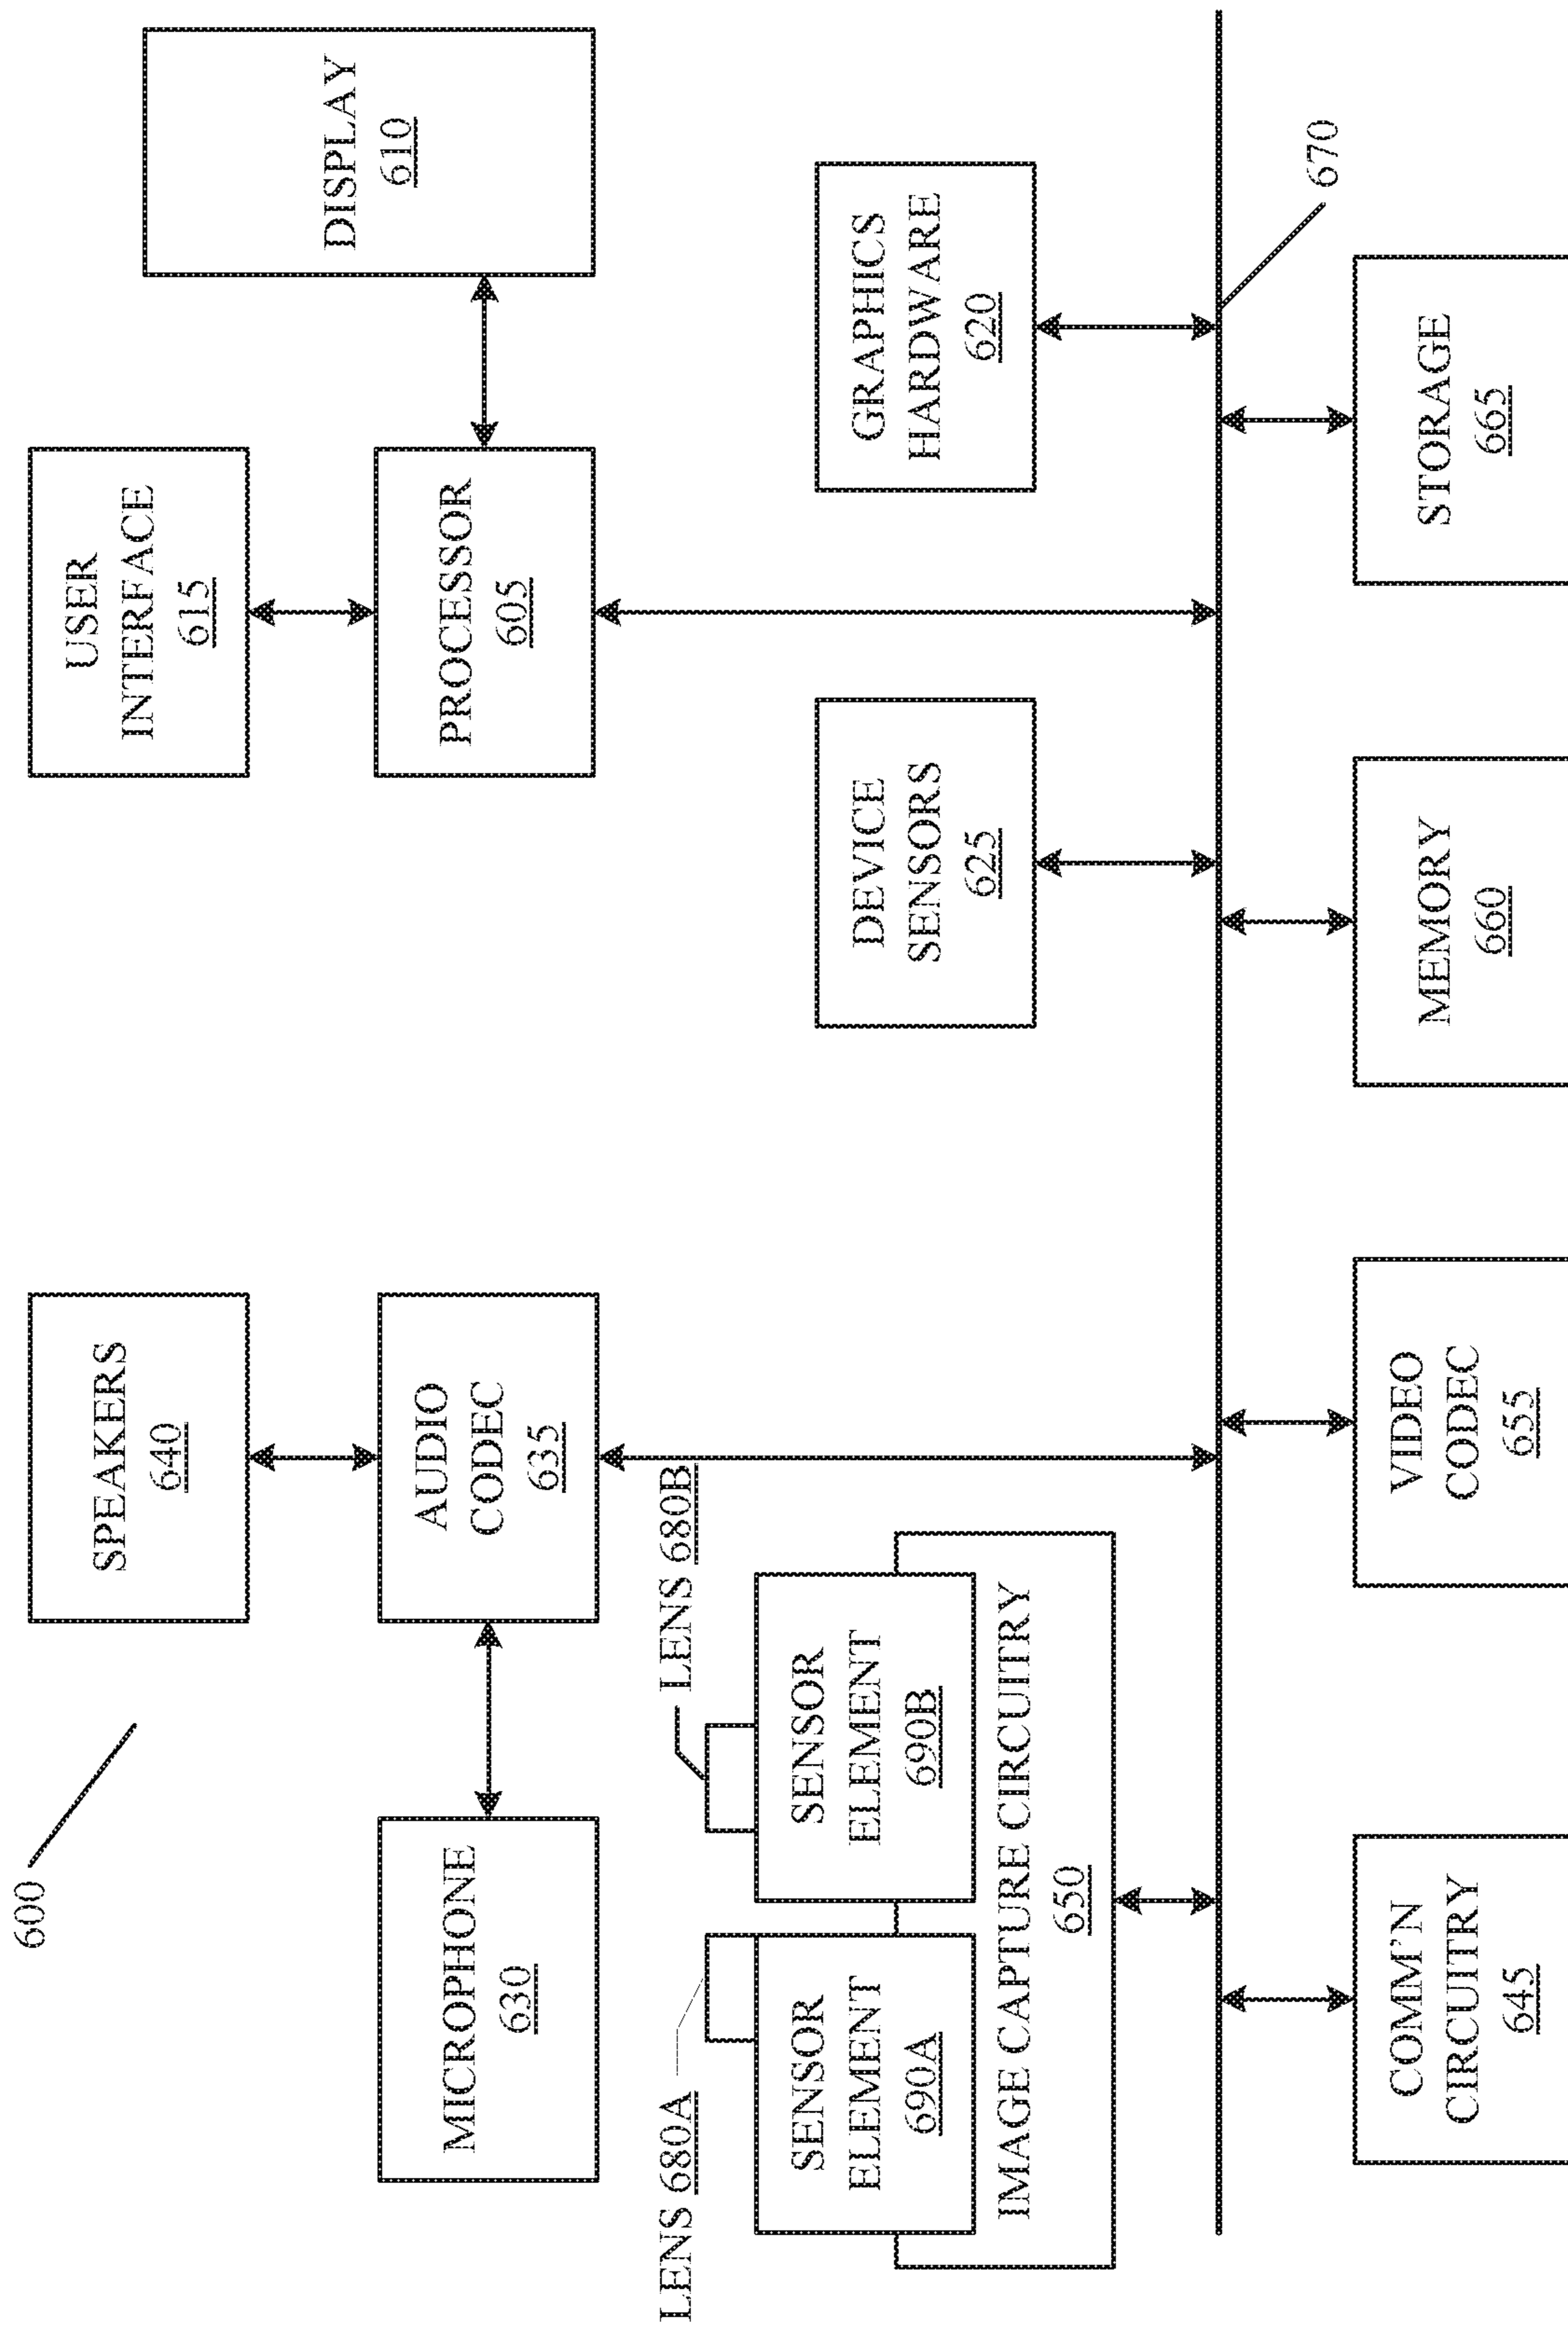 600
SPEAKERS
640
USER
INTERFACE
615
DISPLAY
610
MICROPHONE
630
AUDIO
CODEC
635
PROCESSOR
605
LENS 680A
LENS 680B
SENSOR
ELEMENT
690A
SENSOR
ELEMENT
690B
IMAGE CAPTURE CIRCUITRY
650
DEVICE
SENSORS
625
GRAPHICS
HARDWARE
620
670
COMM'N
CIRCUITRY
645
VIDEO
CODEC
655
MEMORY
660
STORAGE
665